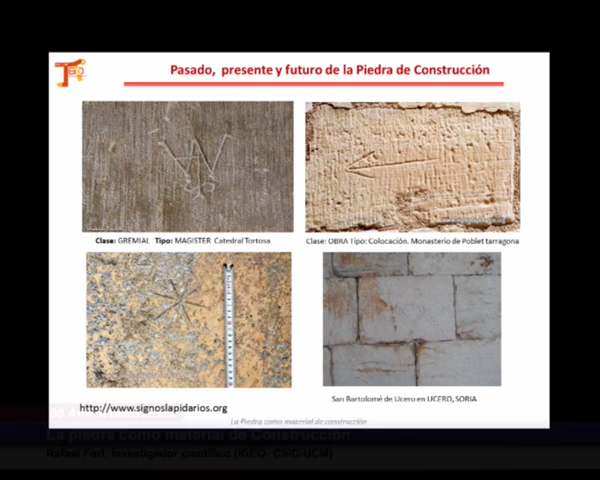 Pasado, presente y futuro de la Piedra de Construcción
Clase: GREMIAL Tipo: MAGISTER Catedral Tortosa
Clase: OBRA Tipo: Colocación. Monasterio de Poblet tarragona
San Bartolomé de Ucero en UCERO, SORIA
http://www.signoslapidarios.org
La Piedra como material de construcción
La piedra como material de Construcción
Rafael Fort. Investigador científico (IGEO- CSIC-UCM)